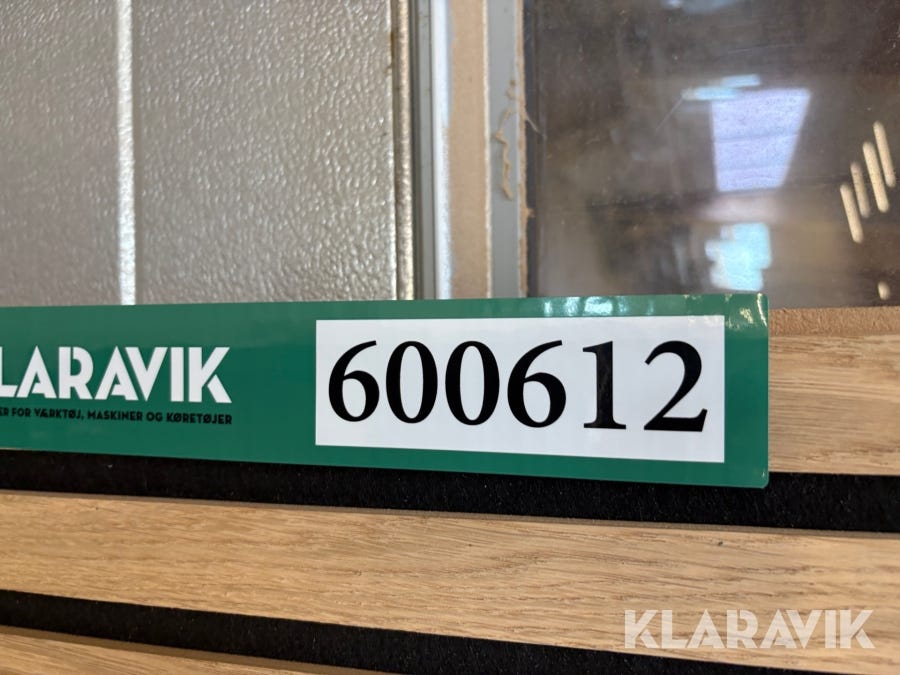 LARAVIK
ER FOR VÆRKTØJ, MASKINER OG KØRETØJER
600612
KLARAVIK